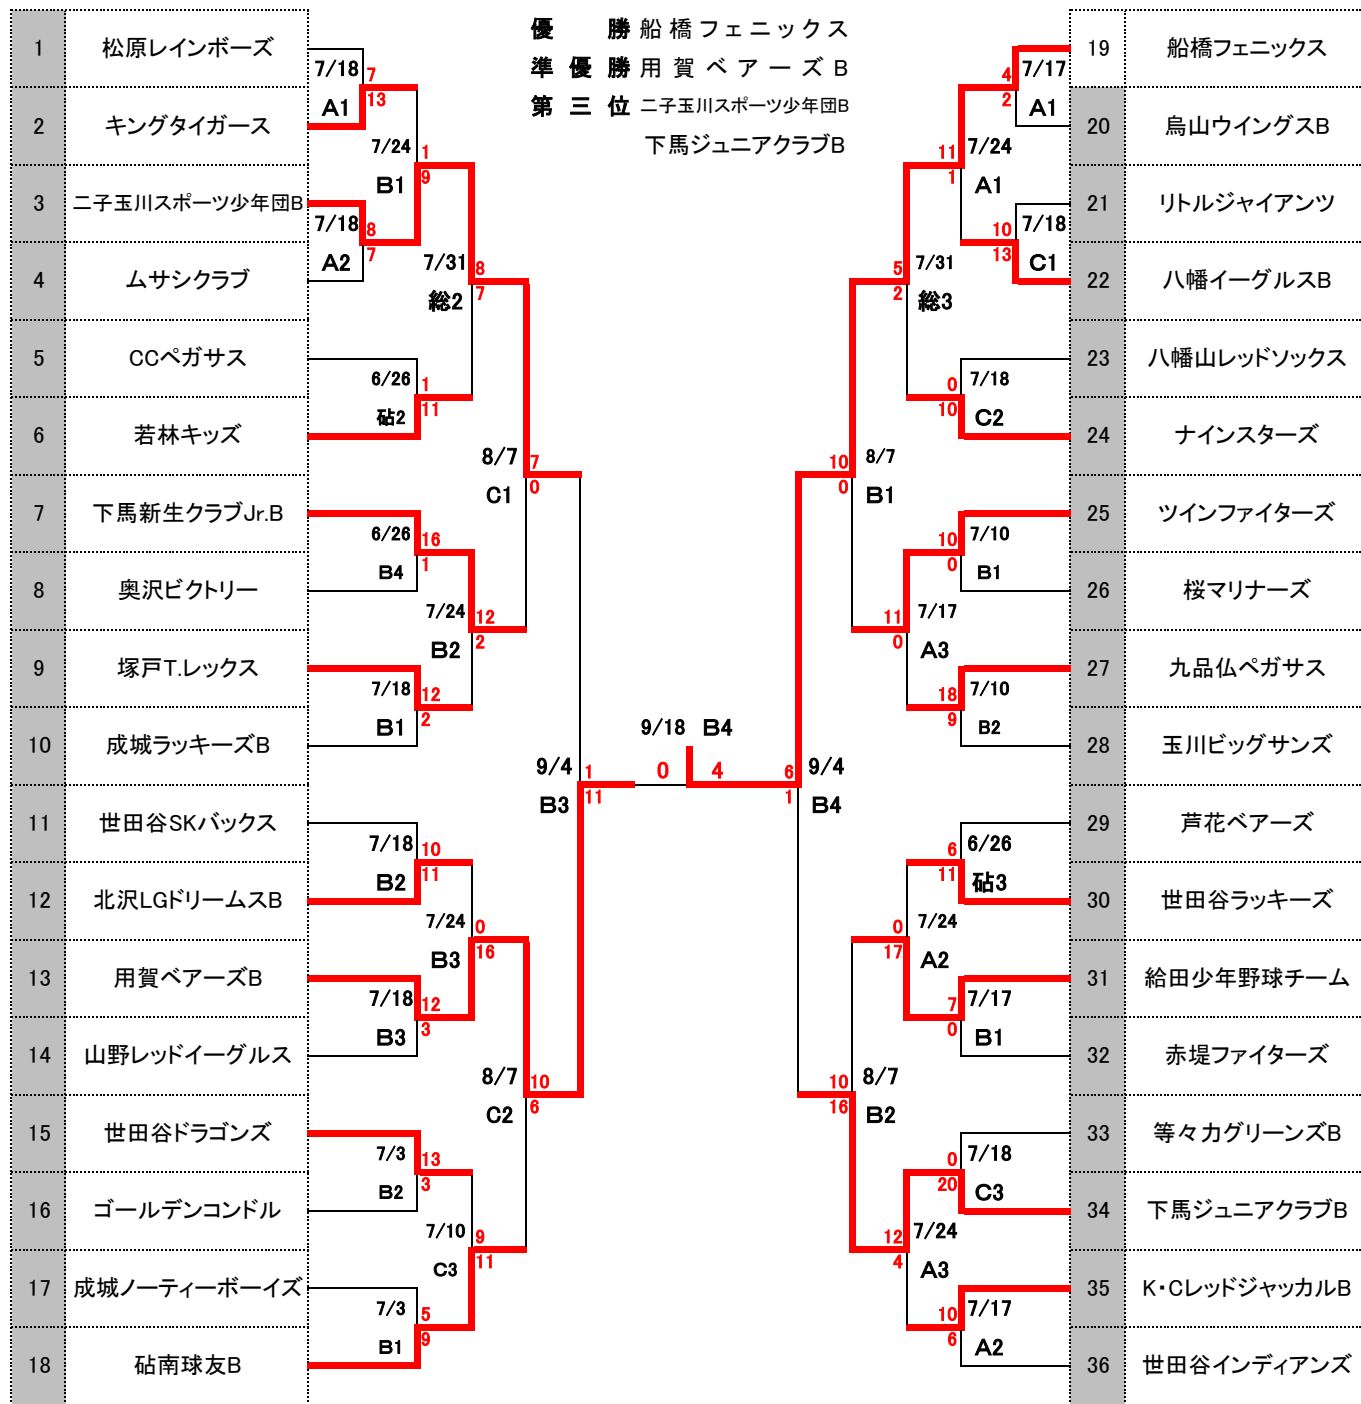 優勝 船橋フェニックス
準優勝 用賀ベアーズB
第三位 二子玉川スポーツ少年団B
下馬ジュニアクラブB
1 松原レインボーズ
7/18 7
A1 13
2 キングタイガース
7/24 1
B1 9
3 二子玉川スポーツ少年団B
7/18 8
A2 7
4 ムサシクラブ
7/31 8
総2 7
5 CCペガサス
6/26 1
砧2 11
6 若林キッズ
8/7 7
C1 0
7 下馬新生クラブJr.B
6/26 16
B4 1
8 奥沢ビクトリー
7/24 12
B2 2
9 塚戸T.レックス
7/18 12
B1 2
10 成城ラッキーズB
9/4 1
B3 11
11 世田谷SKバックス
7/18 10
B2 11
12 北沢LGドリームスB
7/24 0
B3 16
13 用賀ベアーズB
7/18 12
B3 3
14 山野レッドイーグルス
8/7 10
C2 6
15 世田谷ドラゴンズ
7/3 13
B2 3
16 ゴールデンコンドル
7/10 9
C3 11
17 成城ノーティーボーイズ
7/3 5
B1 9
18 砧南球友B
9/18 B4
0 4
19 船橋フェニックス
4 7/17
2 A1
20 烏山ウイングスB
11 7/24
1 A1
21 リトルジャイアンツ
10 7/18
13 C1
22 八幡イーグルスB
5 7/31
2 総3
23 八幡山レッドソックス
0 7/18
10 C2
24 ナインスターズ
10 8/7
0 B1
25 ツインファイターズ
10 7/10
0 B1
26 桜マリナーズ
11 7/17
0 A3
27 九品仏ペガサス
18 7/10
9 B2
28 玉川ビッグサンズ
6 9/4
1 B4
29 芦花ベアーズ
6 6/26
11 砧3
30 世田谷ラッキーズ
0 7/24
17 A2
31 給田少年野球チーム
7 7/17
0 B1
32 赤堤ファイターズ
10 8/7
16 B2
33 等々力グリーンズB
0 7/18
20 C3
34 下馬ジュニアクラブB
12 7/24
4 A3
35 K・CレッドジャッカルB
10 7/17
6 A2
36 世田谷インディアンズ